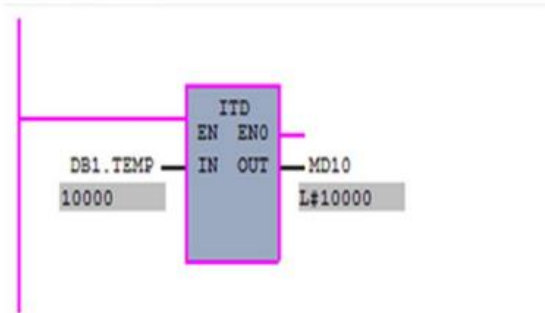 ITD
EN ENO
DB1.TEMP IN OUT MD10
10000 L#10000